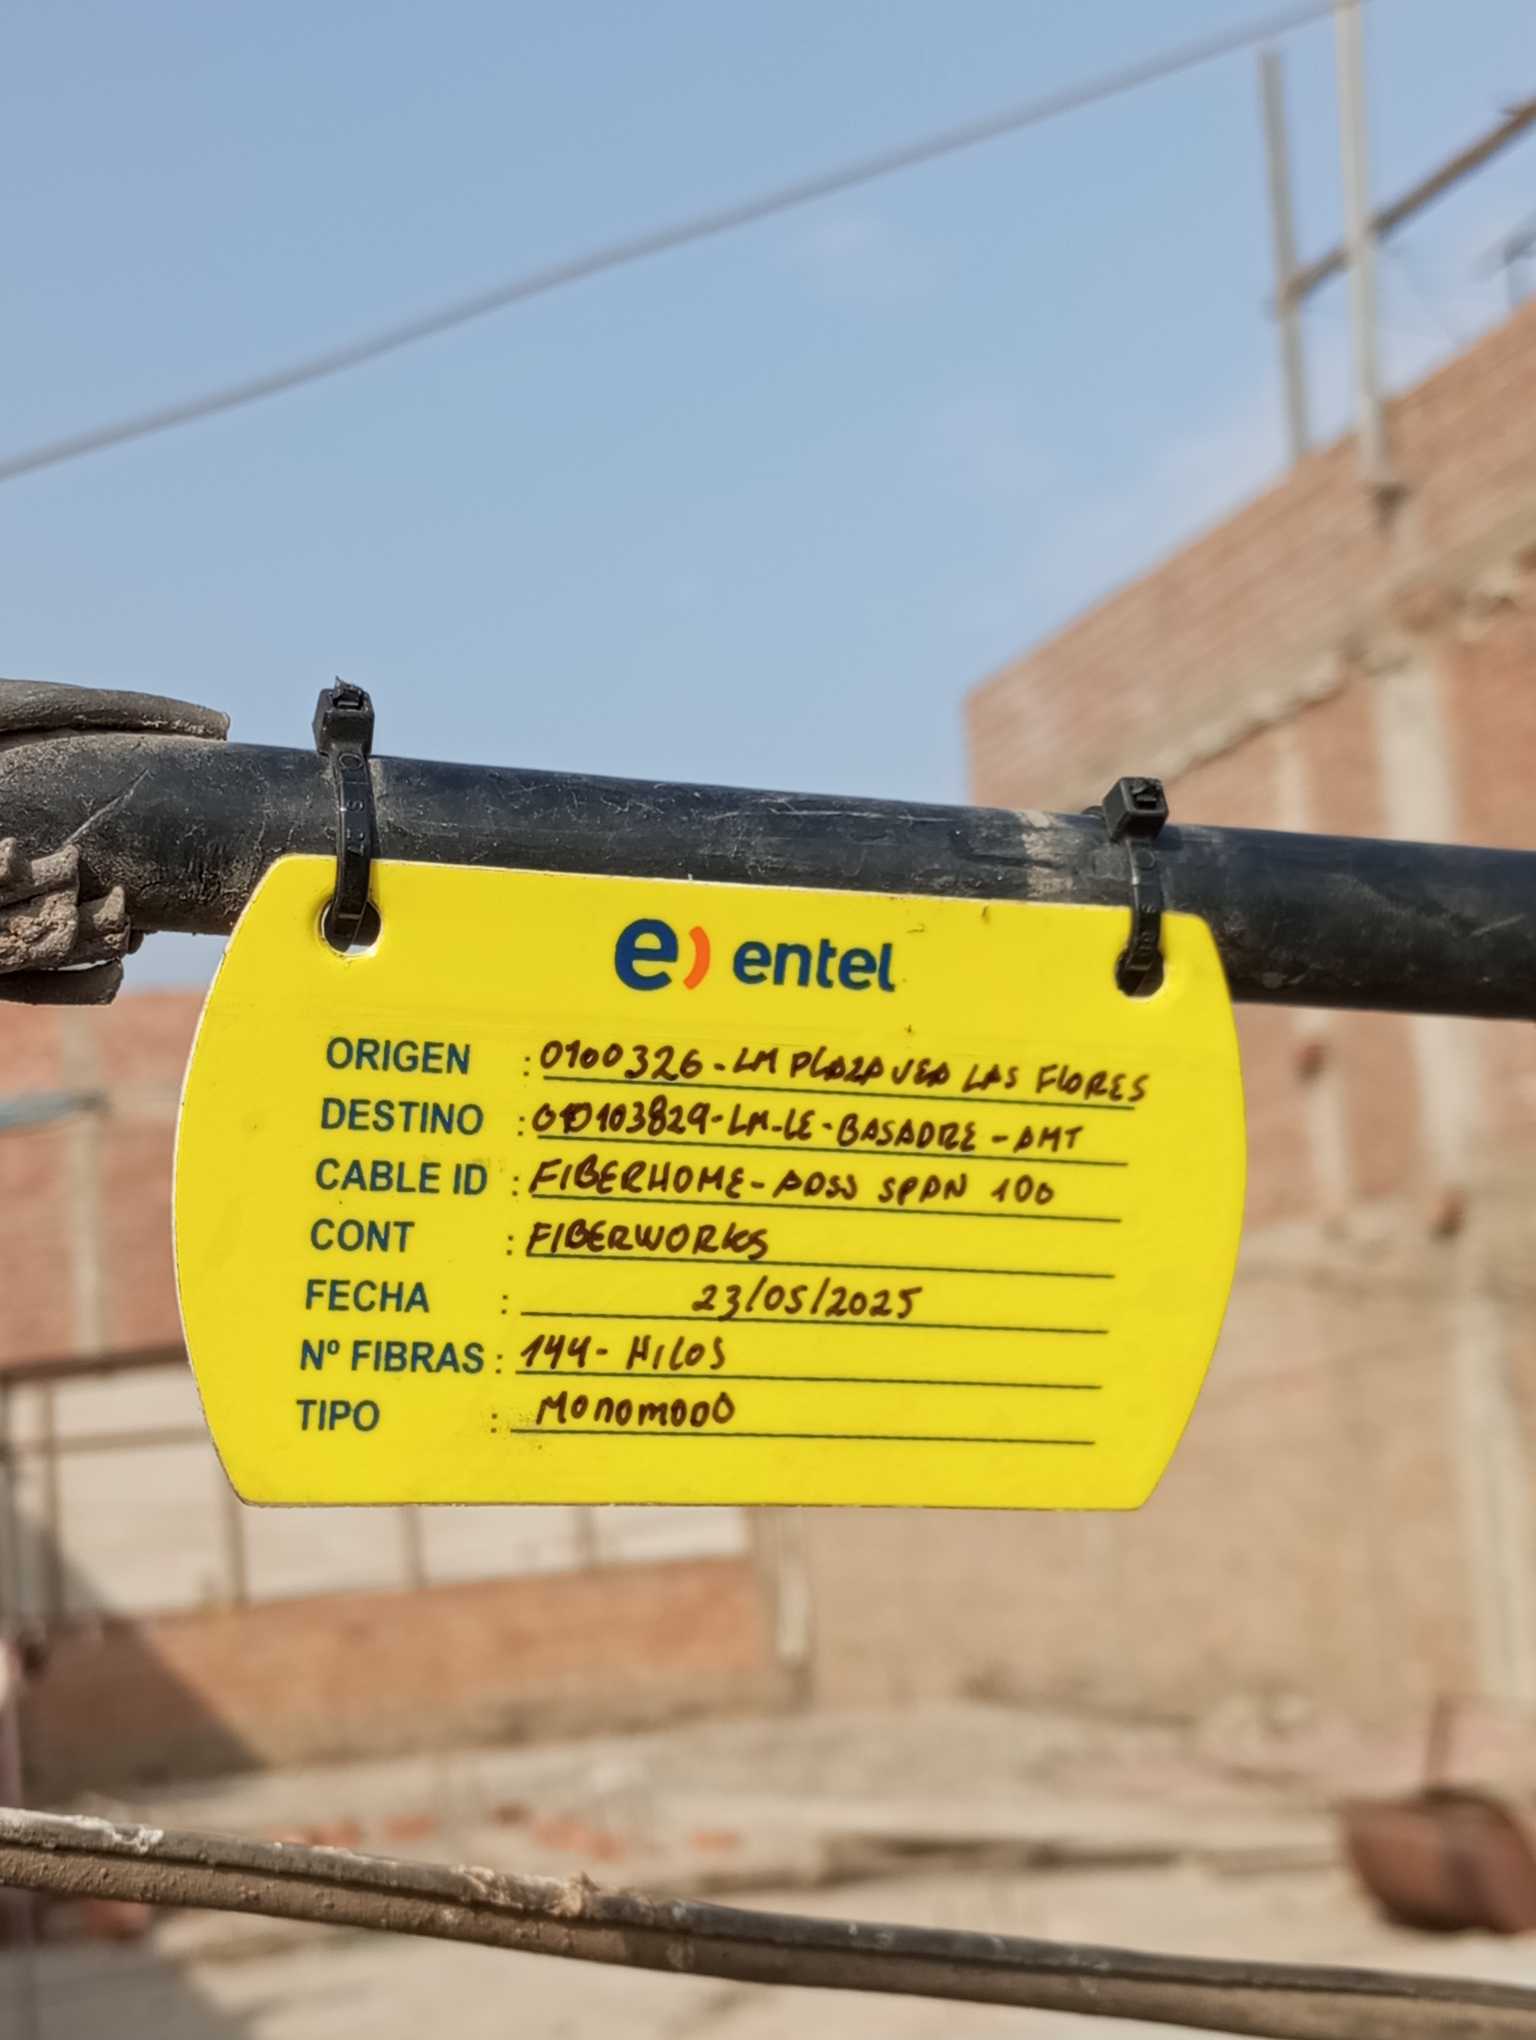 e) entel
ORIGEN : 0100326-LM PLAZA VEA LAS FLORES
DESTINO : 010103829-LM-LE-BASADRE-AMT
CABLE ID : FIBERHOME-ADSS SPAN 100
CONT : FIBERWORKS
FECHA : 23/05/2025
Nº FIBRAS : 144- HILOS
TIPO : MONOMODO